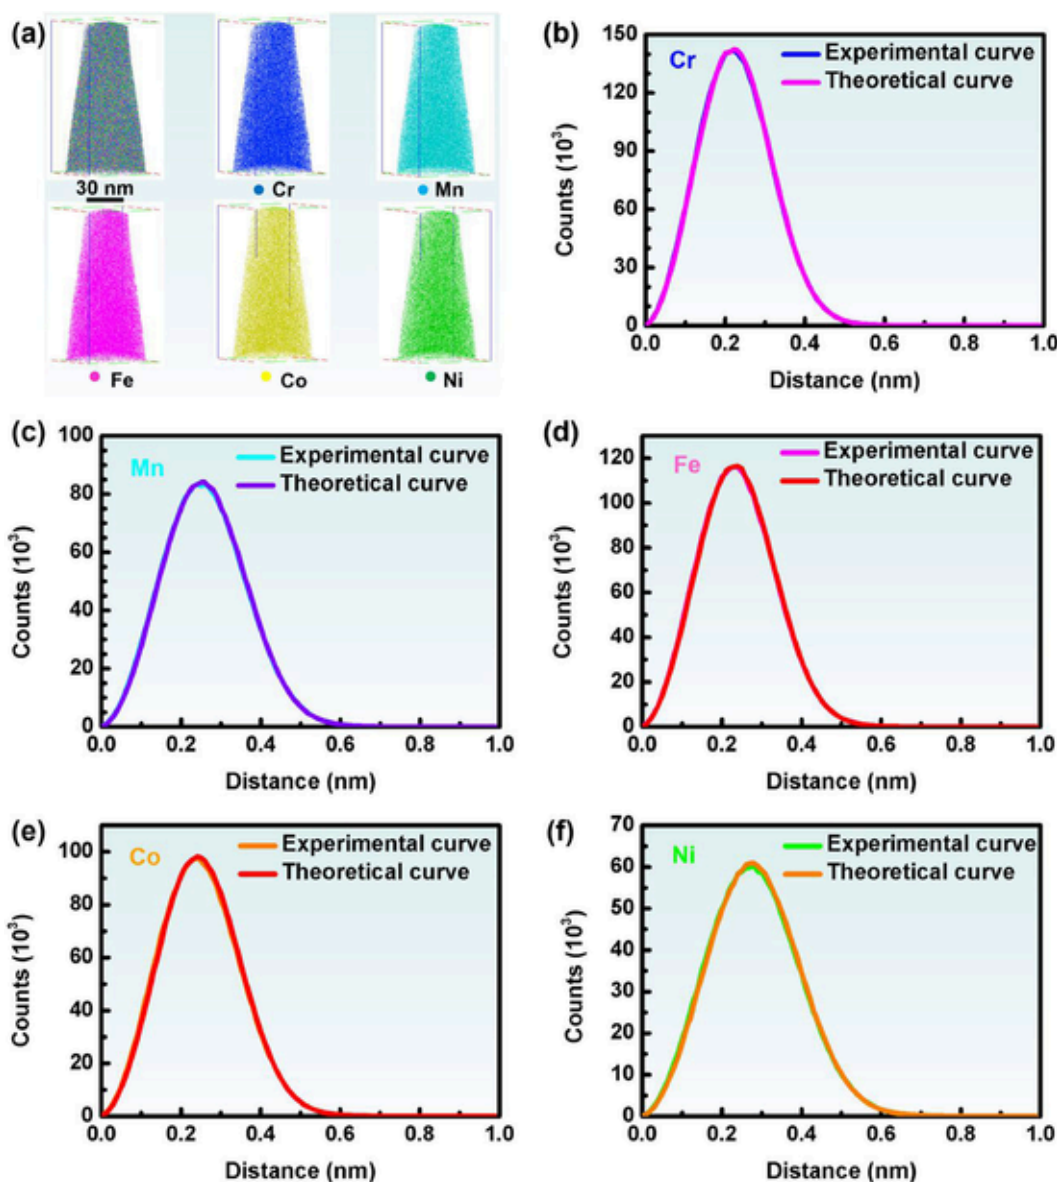 (a)
30 nm
Cr
Mn
Fe
Co
Ni
(b)
Cr
Experimental curve
Theoretical curve
150
120
90
60
30
0
Counts (10³)
0.0 0.2 0.4 0.6 0.8 1.0
Distance (nm)
(c)
Mn
Experimental curve
Theoretical curve
100
80
60
40
20
0
Counts (10³)
0.0 0.2 0.4 0.6 0.8 1.0
Distance (nm)
(d)
Fe
Experimental curve
Theoretical curve
120
100
80
60
40
20
0
Counts (10³)
0.0 0.2 0.4 0.6 0.8 1.0
Distance (nm)
(e)
Co
Experimental curve
Theoretical curve
100
80
60
40
20
0
Counts (10³)
0.0 0.2 0.4 0.6 0.8 1.0
Distance (nm)
(f)
Ni
Experimental curve
Theoretical curve
70
60
50
40
30
20
10
0
Counts (10³)
0.0 0.2 0.4 0.6 0.8 1.0
Distance (nm)